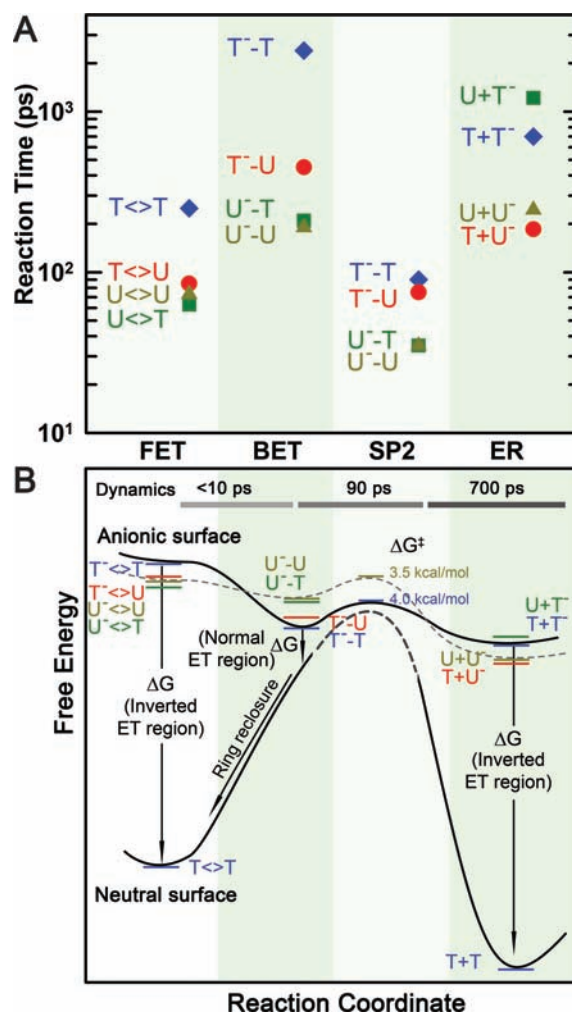 A
Reaction Time (ps)
10³
10²
10¹
T⁻-T
U+T⁻
T+T⁻
T⁻-U
T<>T
U⁻-T
U⁻-U
U+U⁻
T+U⁻
T<>U
U<>U
U<>T
T⁻-T
T⁻-U
U⁻-T
U⁻-U
FET BET SP2 ER
B
Dynamics <10 ps 90 ps 700 ps
Anionic surface
ΔG‡
T⁻<>T
T⁻<>U
U⁻<>U
U⁻<>T
U⁻-U
U⁻-T
3.5 kcal/mol
4.0 kcal/mol
T⁻-U
T⁻-T
U+T⁻
T+T⁻
U+U⁻
T+U⁻
ΔG
(Normal
ET region)
ΔG
(Inverted
ET region)
Ring reclosure
ΔG
(Inverted
ET region)
T<>T
Neutral surface
T+T
Free Energy
Reaction Coordinate